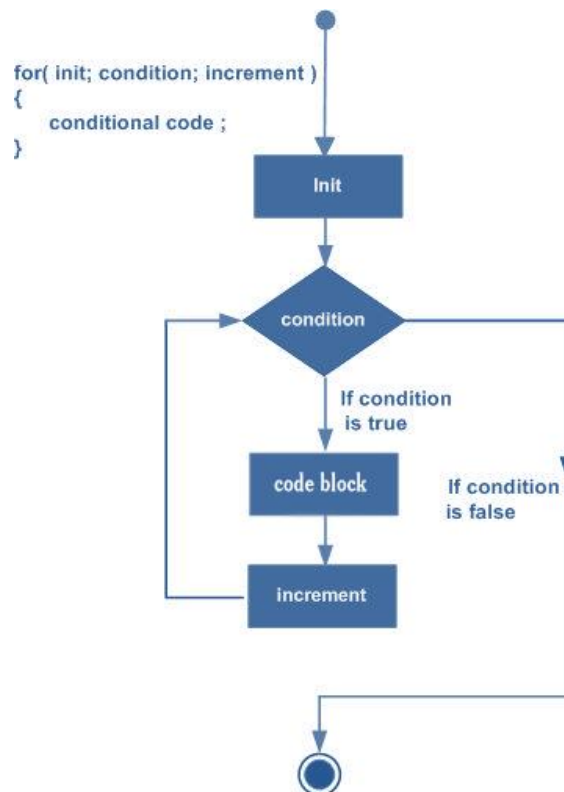 for( init; condition; increment )
{
conditional code ;
}
Init
condition
If condition
is true
code block
If condition
is false
increment